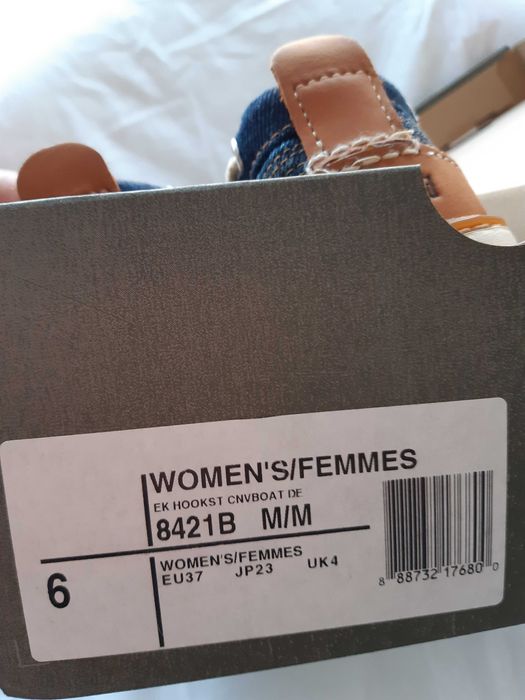 WOMEN'S/FEMMES
EK HOOKST CNVBOAT DE
8421B M/M
6
WOMEN'S/FEMMES
EU37 JP23 UK4
8 88732 17680 0